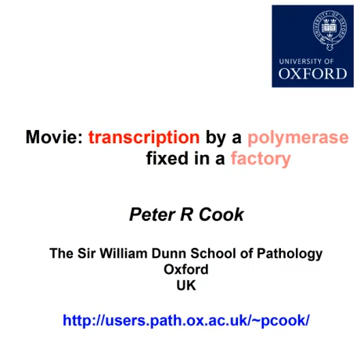 UNIVERSITY OF
OXFORD
Movie: transcription by a polymerase
fixed in a factory
Peter R Cook
The Sir William Dunn School of Pathology
Oxford
UK
http://users.path.ox.ac.uk/~pcook/